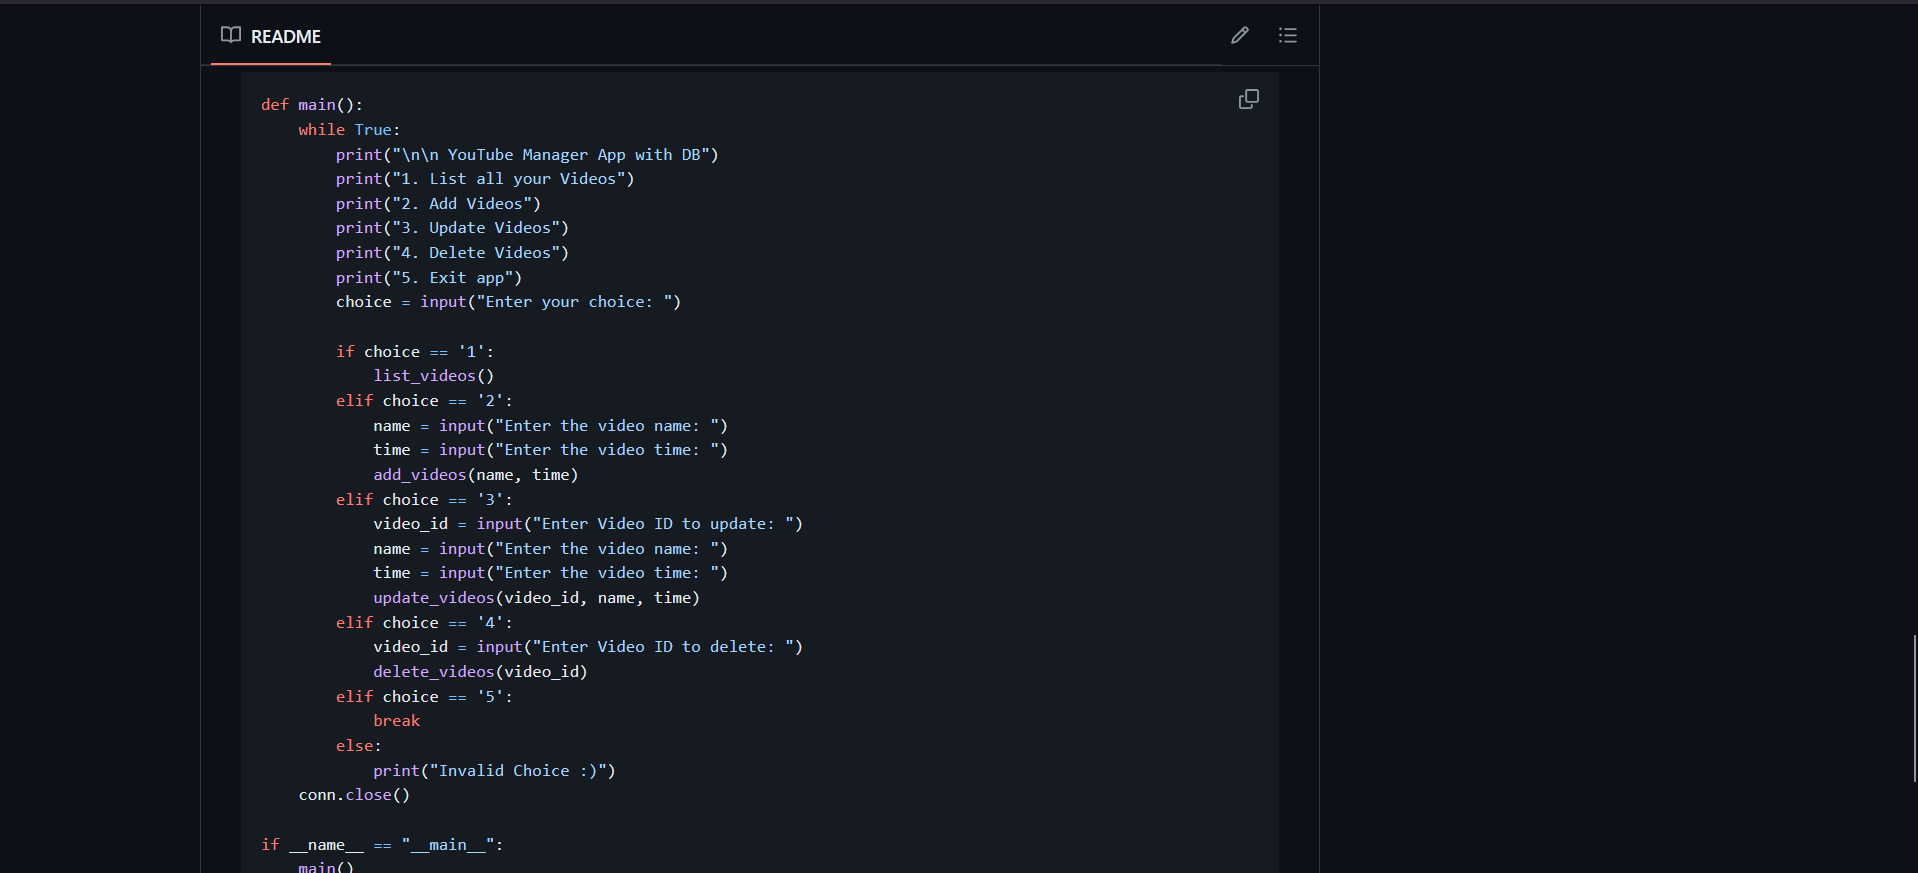 README
def main():
    while True:
        print("\n\n YouTube Manager App with DB")
        print("1. List all your Videos")
        print("2. Add Videos")
        print("3. Update Videos")
        print("4. Delete Videos")
        print("5. Exit app")
        choice = input("Enter your choice: ")

        if choice == '1':
            list_videos()
        elif choice == '2':
            name = input("Enter the video name: ")
            time = input("Enter the video time: ")
            add_videos(name, time)
        elif choice == '3':
            video_id = input("Enter Video ID to update: ")
            name = input("Enter the video name: ")
            time = input("Enter the video time: ")
            update_videos(video_id, name, time)
        elif choice == '4':
            video_id = input("Enter Video ID to delete: ")
            delete_videos(video_id)
        elif choice == '5':
            break
        else:
            print("Invalid Choice :)")
    conn.close()

if __name__ == "__main__":
    main()